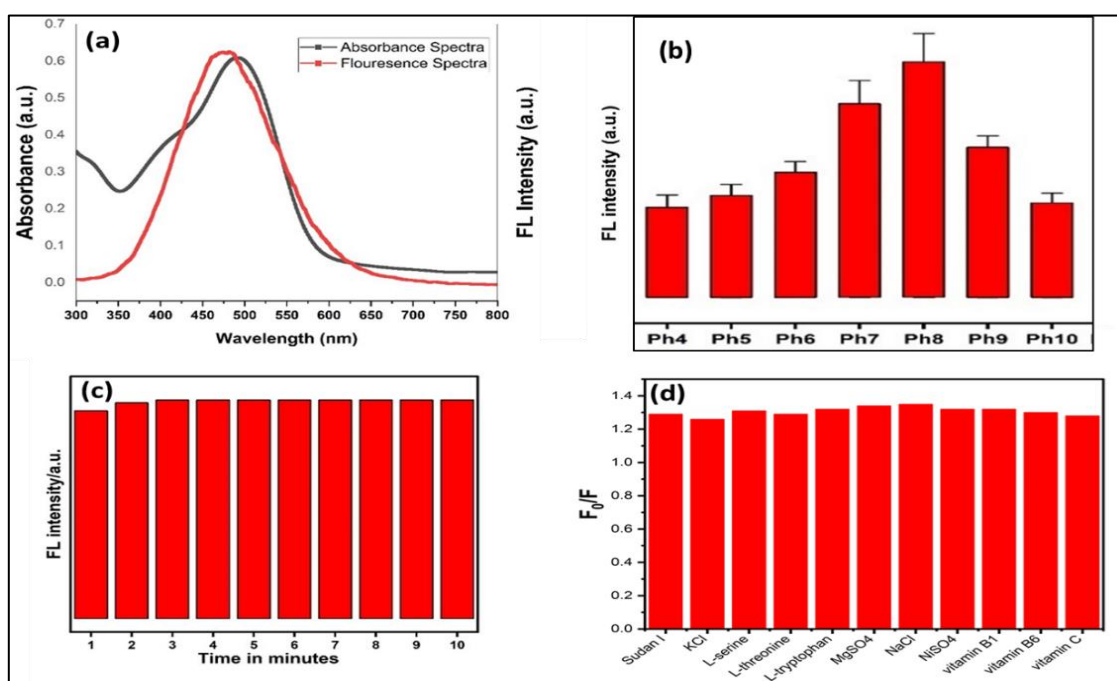 (a)
Absorbance Spectra
Flouresence Spectra
0.7
0.6
0.5
0.4
0.3
0.2
0.1
0.0
Absorbance (a.u.)
FL Intensity (a.u.)
300 350 400 450 500 550 600 650 700 750 800
Wavelength (nm)
(b)
FL intensity (a.u.)
Ph4 Ph5 Ph6 Ph7 Ph8 Ph9 Ph10
(c)
FL intensity/a.u.
1 2 3 4 5 6 7 8 9 10
Time in minutes
(d)
1.4
1.2
1.0
0.8
0.6
0.4
0.2
0.0
F₀/F
Sudan I
KCl
L-serine
L-threonine
L-tryptophan
MgSO4
NaCl
NiSO4
vitamin B1
vitamin B6
vitamin C